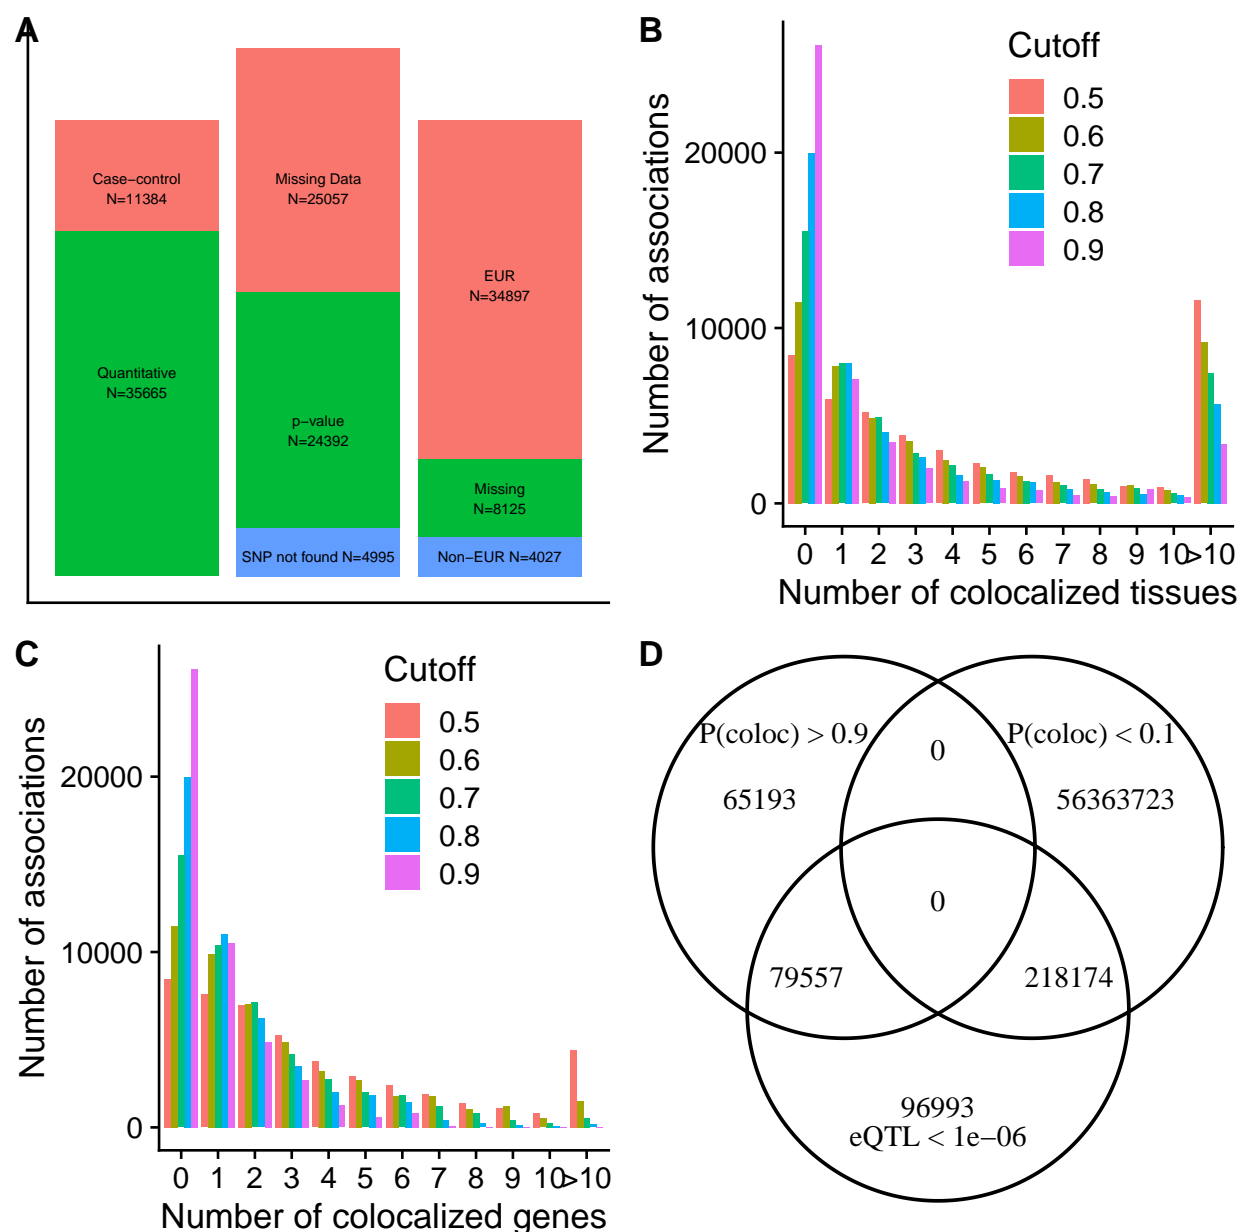 A
Case−control
N=11384
Quantitative
N=35665
Missing Data
N=25057
p−value
N=24392
SNP not found N=4995
EUR
N=34897
Missing
N=8125
Non−EUR N=4027
B
Number of associations
20000
10000
0
Cutoff
0.5
0.6
0.7
0.8
0.9
0 1 2 3 4 5 6 7 8 9 10 >10
Number of colocalized tissues
C
Number of associations
20000
10000
0
Cutoff
0.5
0.6
0.7
0.8
0.9
0 1 2 3 4 5 6 7 8 9 10 >10
Number of colocalized genes
D
P(coloc) > 0.9
0
P(coloc) < 0.1
65193
56363723
0
79557
218174
96993
eQTL < 1e−06